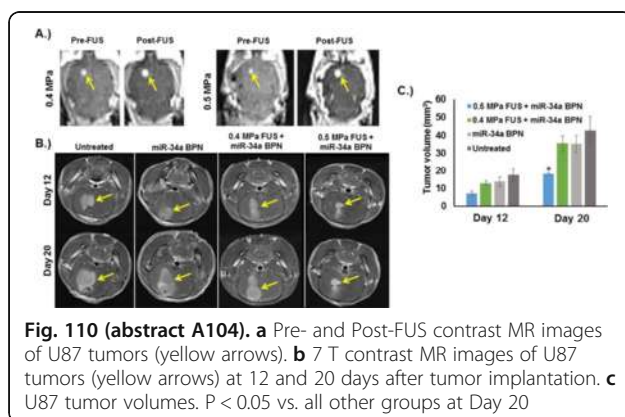 A.)
Pre-FUS Post-FUS Pre-FUS Post-FUS
0.4 MPa
0.5 MPa
B.)
Untreated miR-34a BPN 0.4 MPa FUS + miR-34a BPN 0.5 MPa FUS + miR-34a BPN
Day 12
Day 20
C.)
Tumor volume (mm³)
60
50
40
30
20
10
0
0.5 MPa FUS + miR-34a BPN
0.4 MPa FUS + miR-34a BPN
miR-34a BPN
Untreated
*
Day 12 Day 20
Fig. 110 (abstract A104). a Pre- and Post-FUS contrast MR images
of U87 tumors (yellow arrows). b 7 T contrast MR images of U87
tumors (yellow arrows) at 12 and 20 days after tumor implantation. c
U87 tumor volumes. P < 0.05 vs. all other groups at Day 20